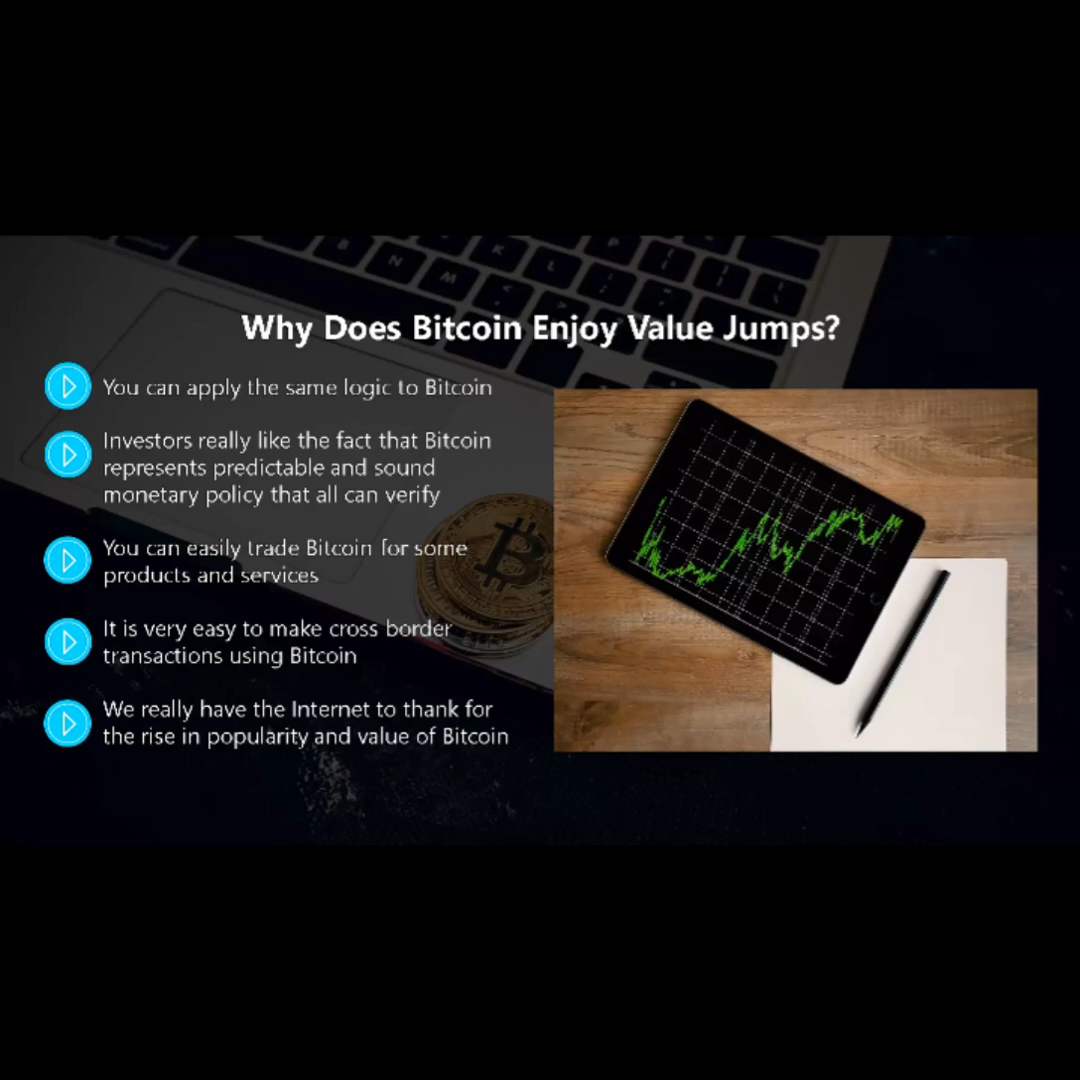 Why Does Bitcoin Enjoy Value Jumps?
You can apply the same logic to Bitcoin
Investors really like the fact that Bitcoin
represents predictable and sound
monetary policy that all can verify
You can easily trade Bitcoin for some
products and services
It is very easy to make cross border
transactions using Bitcoin
We really have the Internet to thank for
the rise in popularity and value of Bitcoin